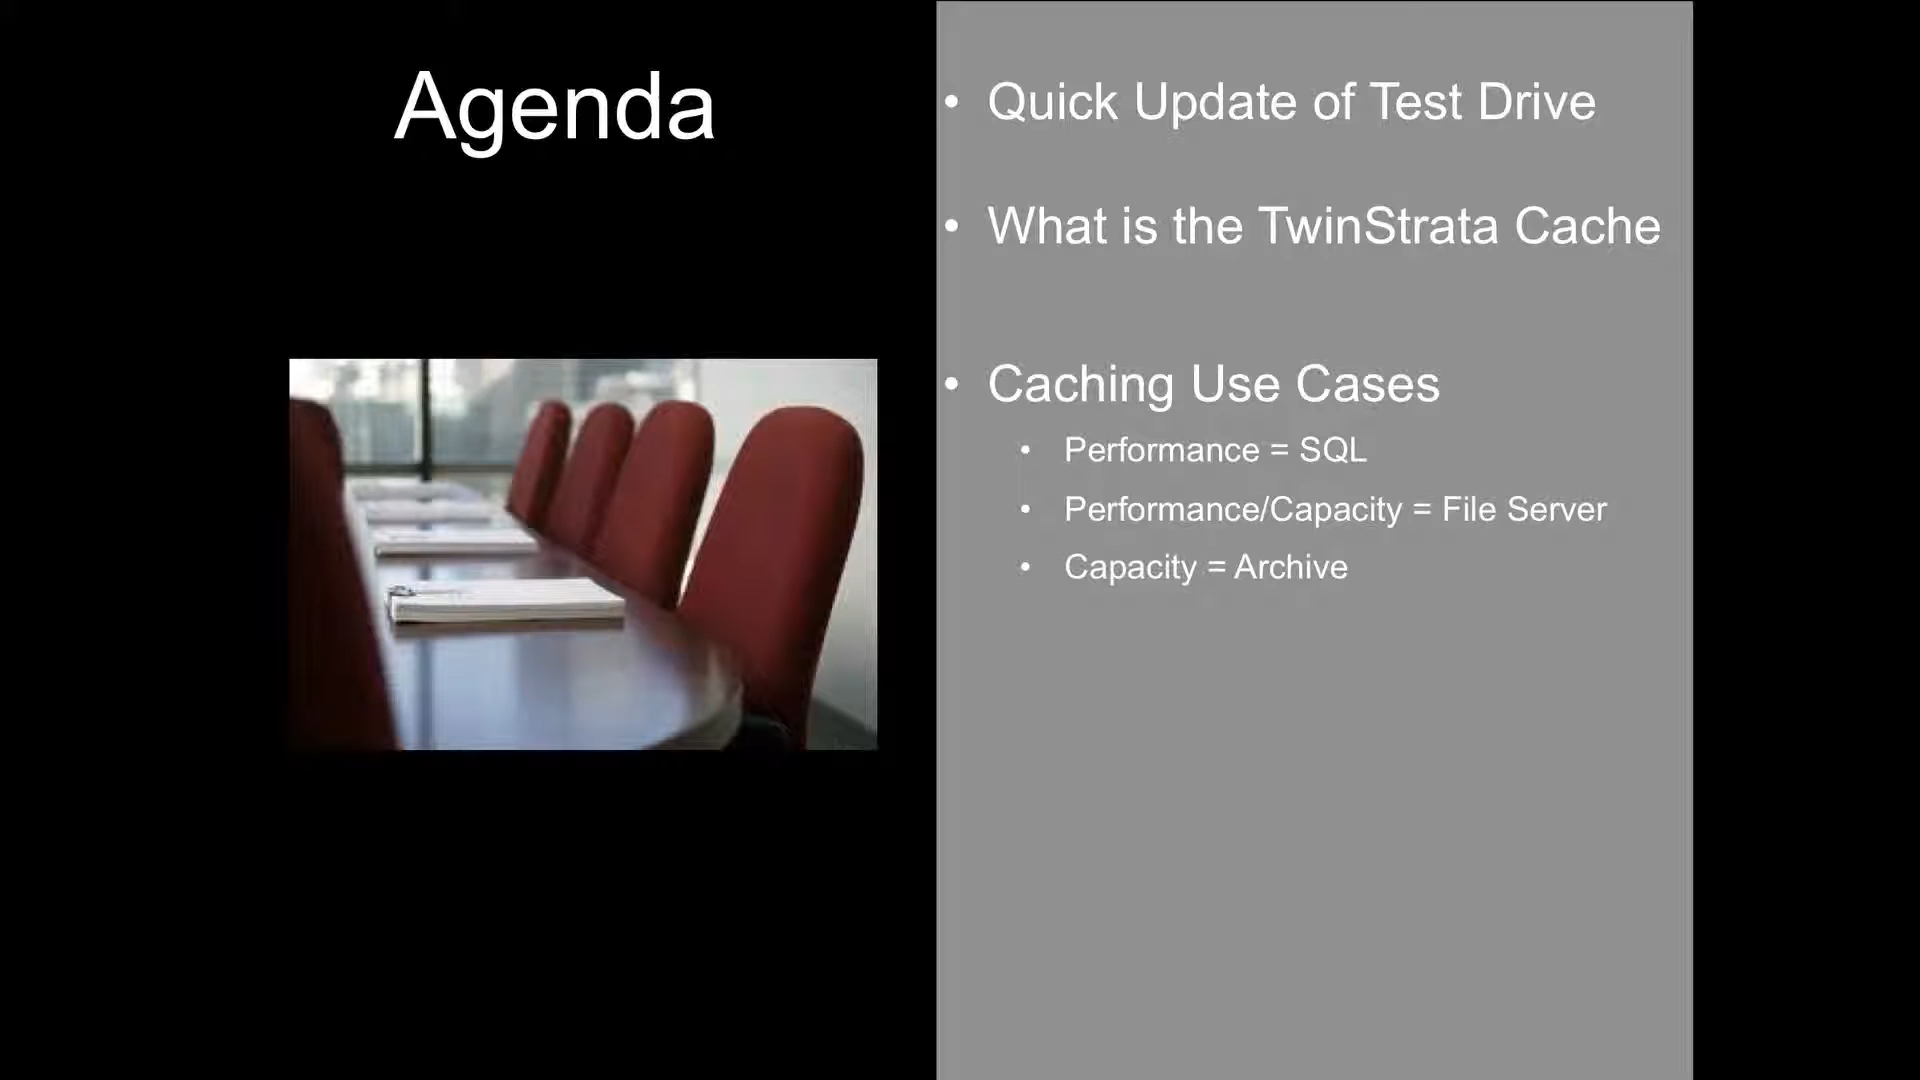 Agenda
• Quick Update of Test Drive
• What is the TwinStrata Cache
• Caching Use Cases
• Performance = SQL
• Performance/Capacity = File Server
• Capacity = Archive